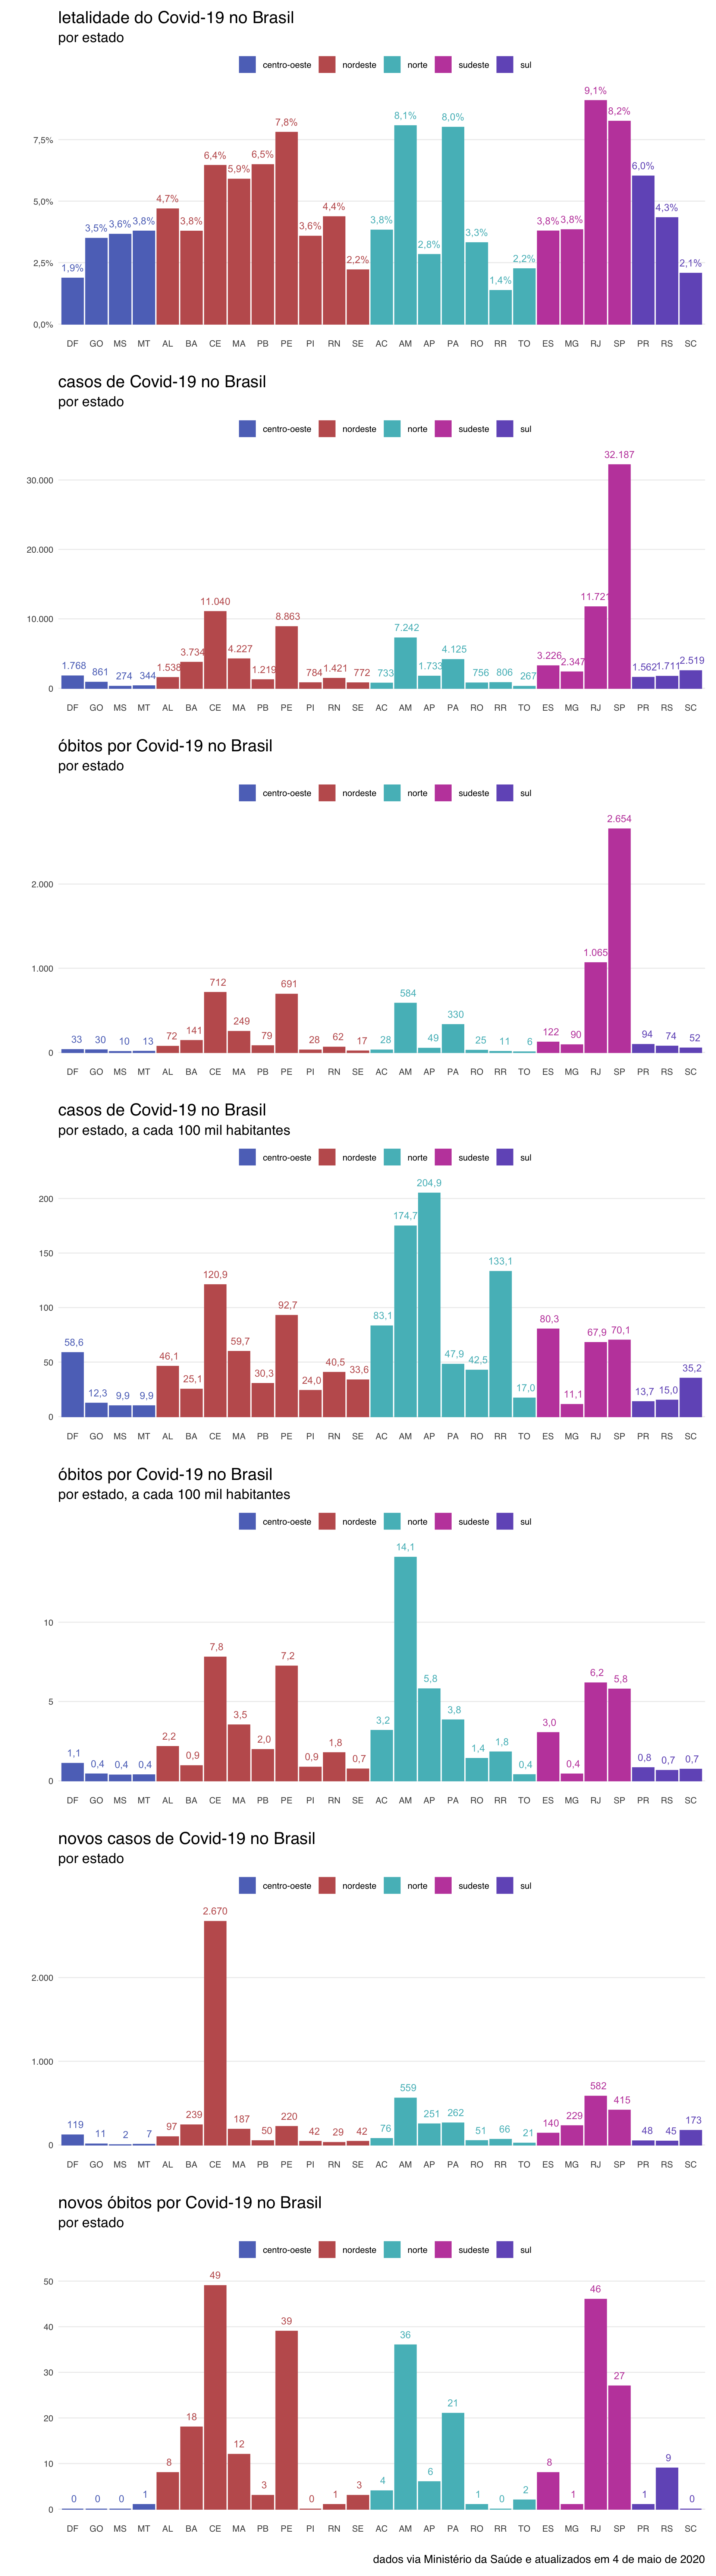 letalidade do Covid-19 no Brasil
por estado
centro-oeste nordeste norte sudeste sul
7,5%
5,0%
2,5%
0,0%
1,9% 3,5% 3,6% 3,8% 4,7% 3,8% 6,4% 5,9% 6,5% 7,8% 3,6% 4,4% 2,2% 3,8% 8,1% 2,8% 8,0% 3,3% 1,4% 2,2% 3,8% 3,8% 9,1% 8,2% 6,0% 4,3% 2,1%
DF GO MS MT AL BA CE MA PB PE PI RN SE AC AM AP PA RO RR TO ES MG RJ SP PR RS SC
casos de Covid-19 no Brasil
por estado
centro-oeste nordeste norte sudeste sul
30.000
20.000
10.000
0
1.768 861 274 344 1.538 3.734 11.040 4.227 1.219 8.863 784 1.421 772 733 7.242 1.733 4.125 756 806 267 3.226 2.347 11.721 32.187 1.562 1.711 2.519
DF GO MS MT AL BA CE MA PB PE PI RN SE AC AM AP PA RO RR TO ES MG RJ SP PR RS SC
óbitos por Covid-19 no Brasil
por estado
centro-oeste nordeste norte sudeste sul
2.000
1.000
0
33 30 10 13 72 141 712 249 79 691 28 62 17 28 584 49 330 25 11 6 122 90 1.065 2.654 94 74 52
DF GO MS MT AL BA CE MA PB PE PI RN SE AC AM AP PA RO RR TO ES MG RJ SP PR RS SC
casos de Covid-19 no Brasil
por estado, a cada 100 mil habitantes
centro-oeste nordeste norte sudeste sul
200
150
100
50
0
58,6 12,3 9,9 9,9 46,1 25,1 120,9 59,7 30,3 92,7 24,0 40,5 33,6 83,1 174,7 204,9 47,9 42,5 133,1 17,0 80,3 11,1 67,9 70,1 13,7 15,0 35,2
DF GO MS MT AL BA CE MA PB PE PI RN SE AC AM AP PA RO RR TO ES MG RJ SP PR RS SC
óbitos por Covid-19 no Brasil
por estado, a cada 100 mil habitantes
centro-oeste nordeste norte sudeste sul
10
5
0
1,1 0,4 0,4 0,4 2,2 0,9 7,8 3,5 2,0 7,2 0,9 1,8 0,7 3,2 14,1 5,8 3,8 1,4 1,8 0,4 3,0 0,4 6,2 5,8 0,8 0,7 0,7
DF GO MS MT AL BA CE MA PB PE PI RN SE AC AM AP PA RO RR TO ES MG RJ SP PR RS SC
novos casos de Covid-19 no Brasil
por estado
centro-oeste nordeste norte sudeste sul
2.000
1.000
0
119 11 2 7 97 239 2.670 187 50 220 42 29 42 76 559 251 262 51 66 21 140 229 582 415 48 45 173
DF GO MS MT AL BA CE MA PB PE PI RN SE AC AM AP PA RO RR TO ES MG RJ SP PR RS SC
novos óbitos por Covid-19 no Brasil
por estado
centro-oeste nordeste norte sudeste sul
50
40
30
20
10
0
0 0 0 1 8 18 49 12 3 39 0 1 3 4 36 6 21 1 0 2 8 1 46 27 1 9 0
DF GO MS MT AL BA CE MA PB PE PI RN SE AC AM AP PA RO RR TO ES MG RJ SP PR RS SC
dados via Ministério da Saúde e atualizados em 4 de maio de 2020